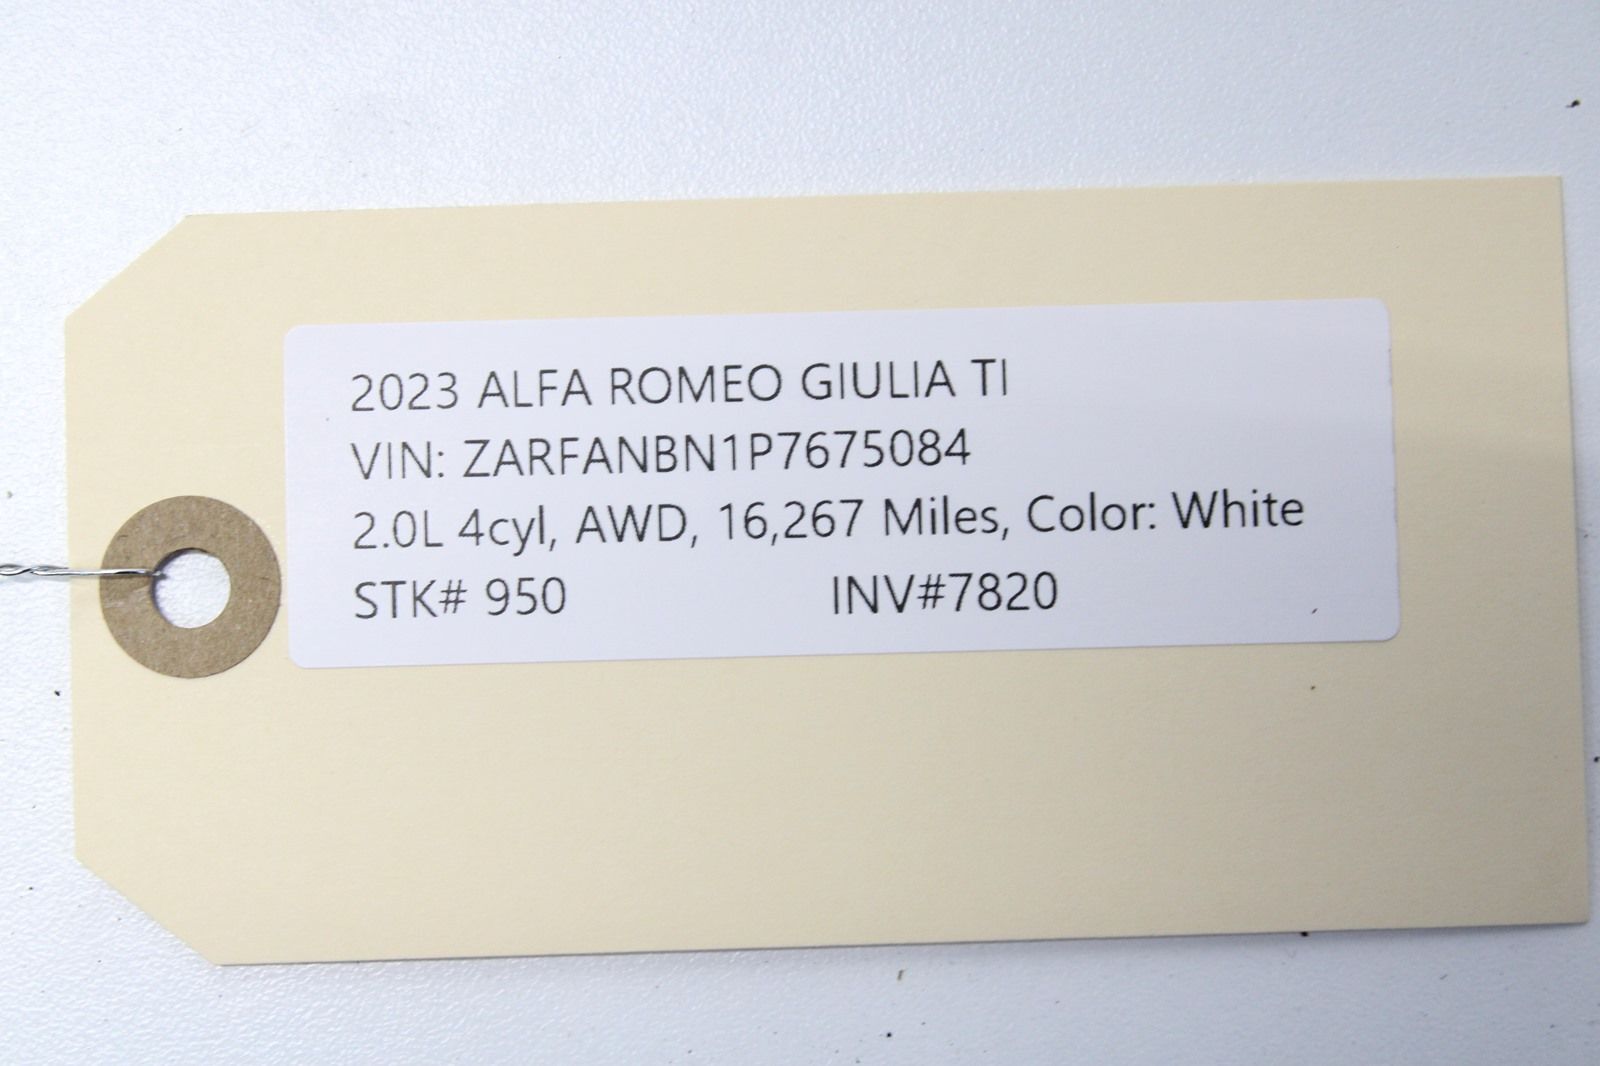 2023 ALFA ROMEO GIULIA TI
VIN: ZARFANBN1P7675084
2.0L 4cyl, AWD, 16,267 Miles, Color: White
STK# 950 INV#7820